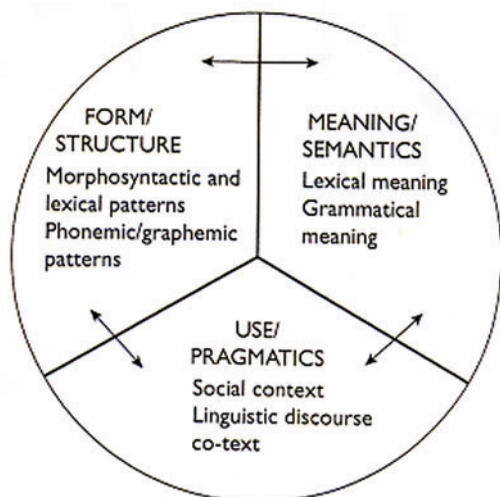 FORM/
STRUCTURE
Morphosyntactic and
lexical patterns
Phonemic/graphemic
patterns
MEANING/
SEMANTICS
Lexical meaning
Grammatical
meaning
USE/
PRAGMATICS
Social context
Linguistic discourse
co-text